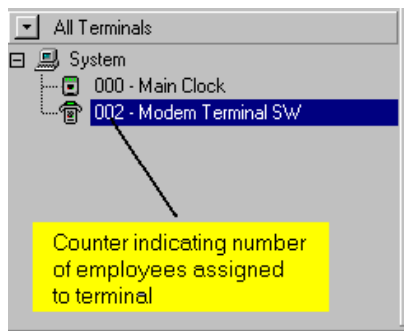 All Terminals
System
000 - Main Clock
002 - Modem Terminal SW
Counter indicating number
of employees assigned
to terminal